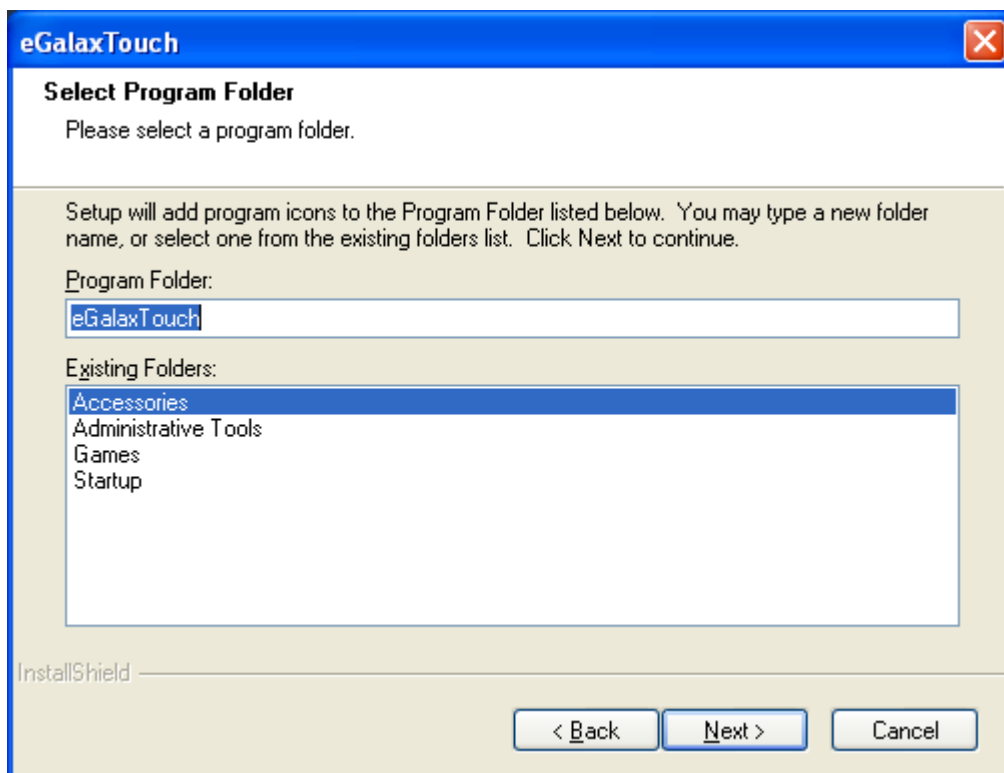 eGalaxTouch
Select Program Folder
Please select a program folder.
Setup will add program icons to the Program Folder listed below.  You may type a new folder
name, or select one from the existing folders list.  Click Next to continue.
Program Folder:
eGalaxTouch
Existing Folders:
Accessories
Administrative Tools
Games
Startup
InstallShield
< Back
Next >
Cancel